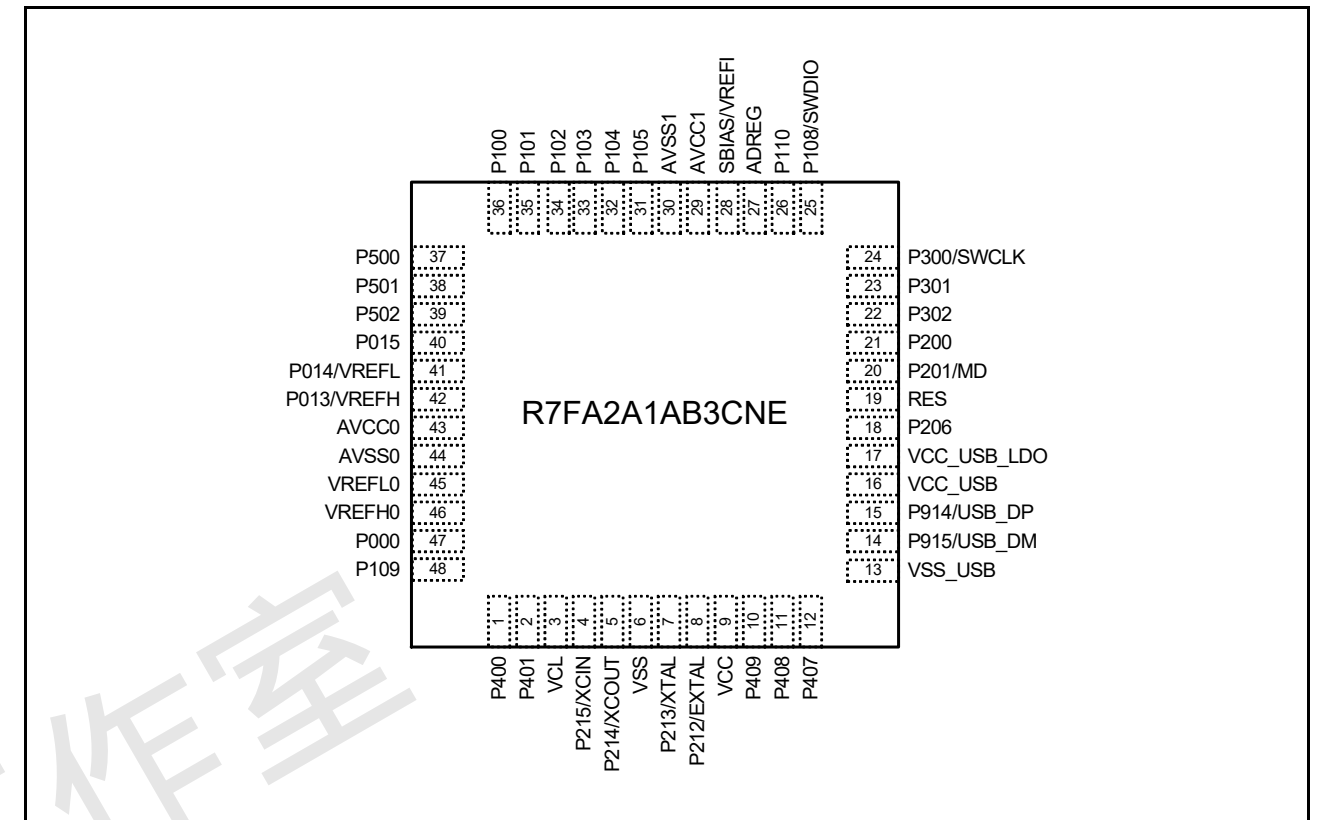 P100
P101
P102
P103
P104
P105
AVSS1
AVCC1
SBIAS/VREFI
ADREG
P110
P108/SWDIO
36
35
34
33
32
31
30
29
28
27
26
25
P500 37
P501 38
P502 39
P015 40
P014/VREFL 41
P013/VREFH 42
AVCC0 43
AVSS0 44
VREFL0 45
VREFH0 46
P000 47
P109 48
R7FA2A1AB3CNE
24 P300/SWCLK
23 P301
22 P302
21 P200
20 P201/MD
19 RES
18 P206
17 VCC_USB_LDO
16 VCC_USB
15 P914/USB_DP
14 P915/USB_DM
13 VSS_USB
1
2
3
4
5
6
7
8
9
10
11
12
P400
P401
VCL
P215/XCIN
P214/XCOUT
VSS
P213/XTAL
P212/EXTAL
VCC
P409
P408
P407
作室